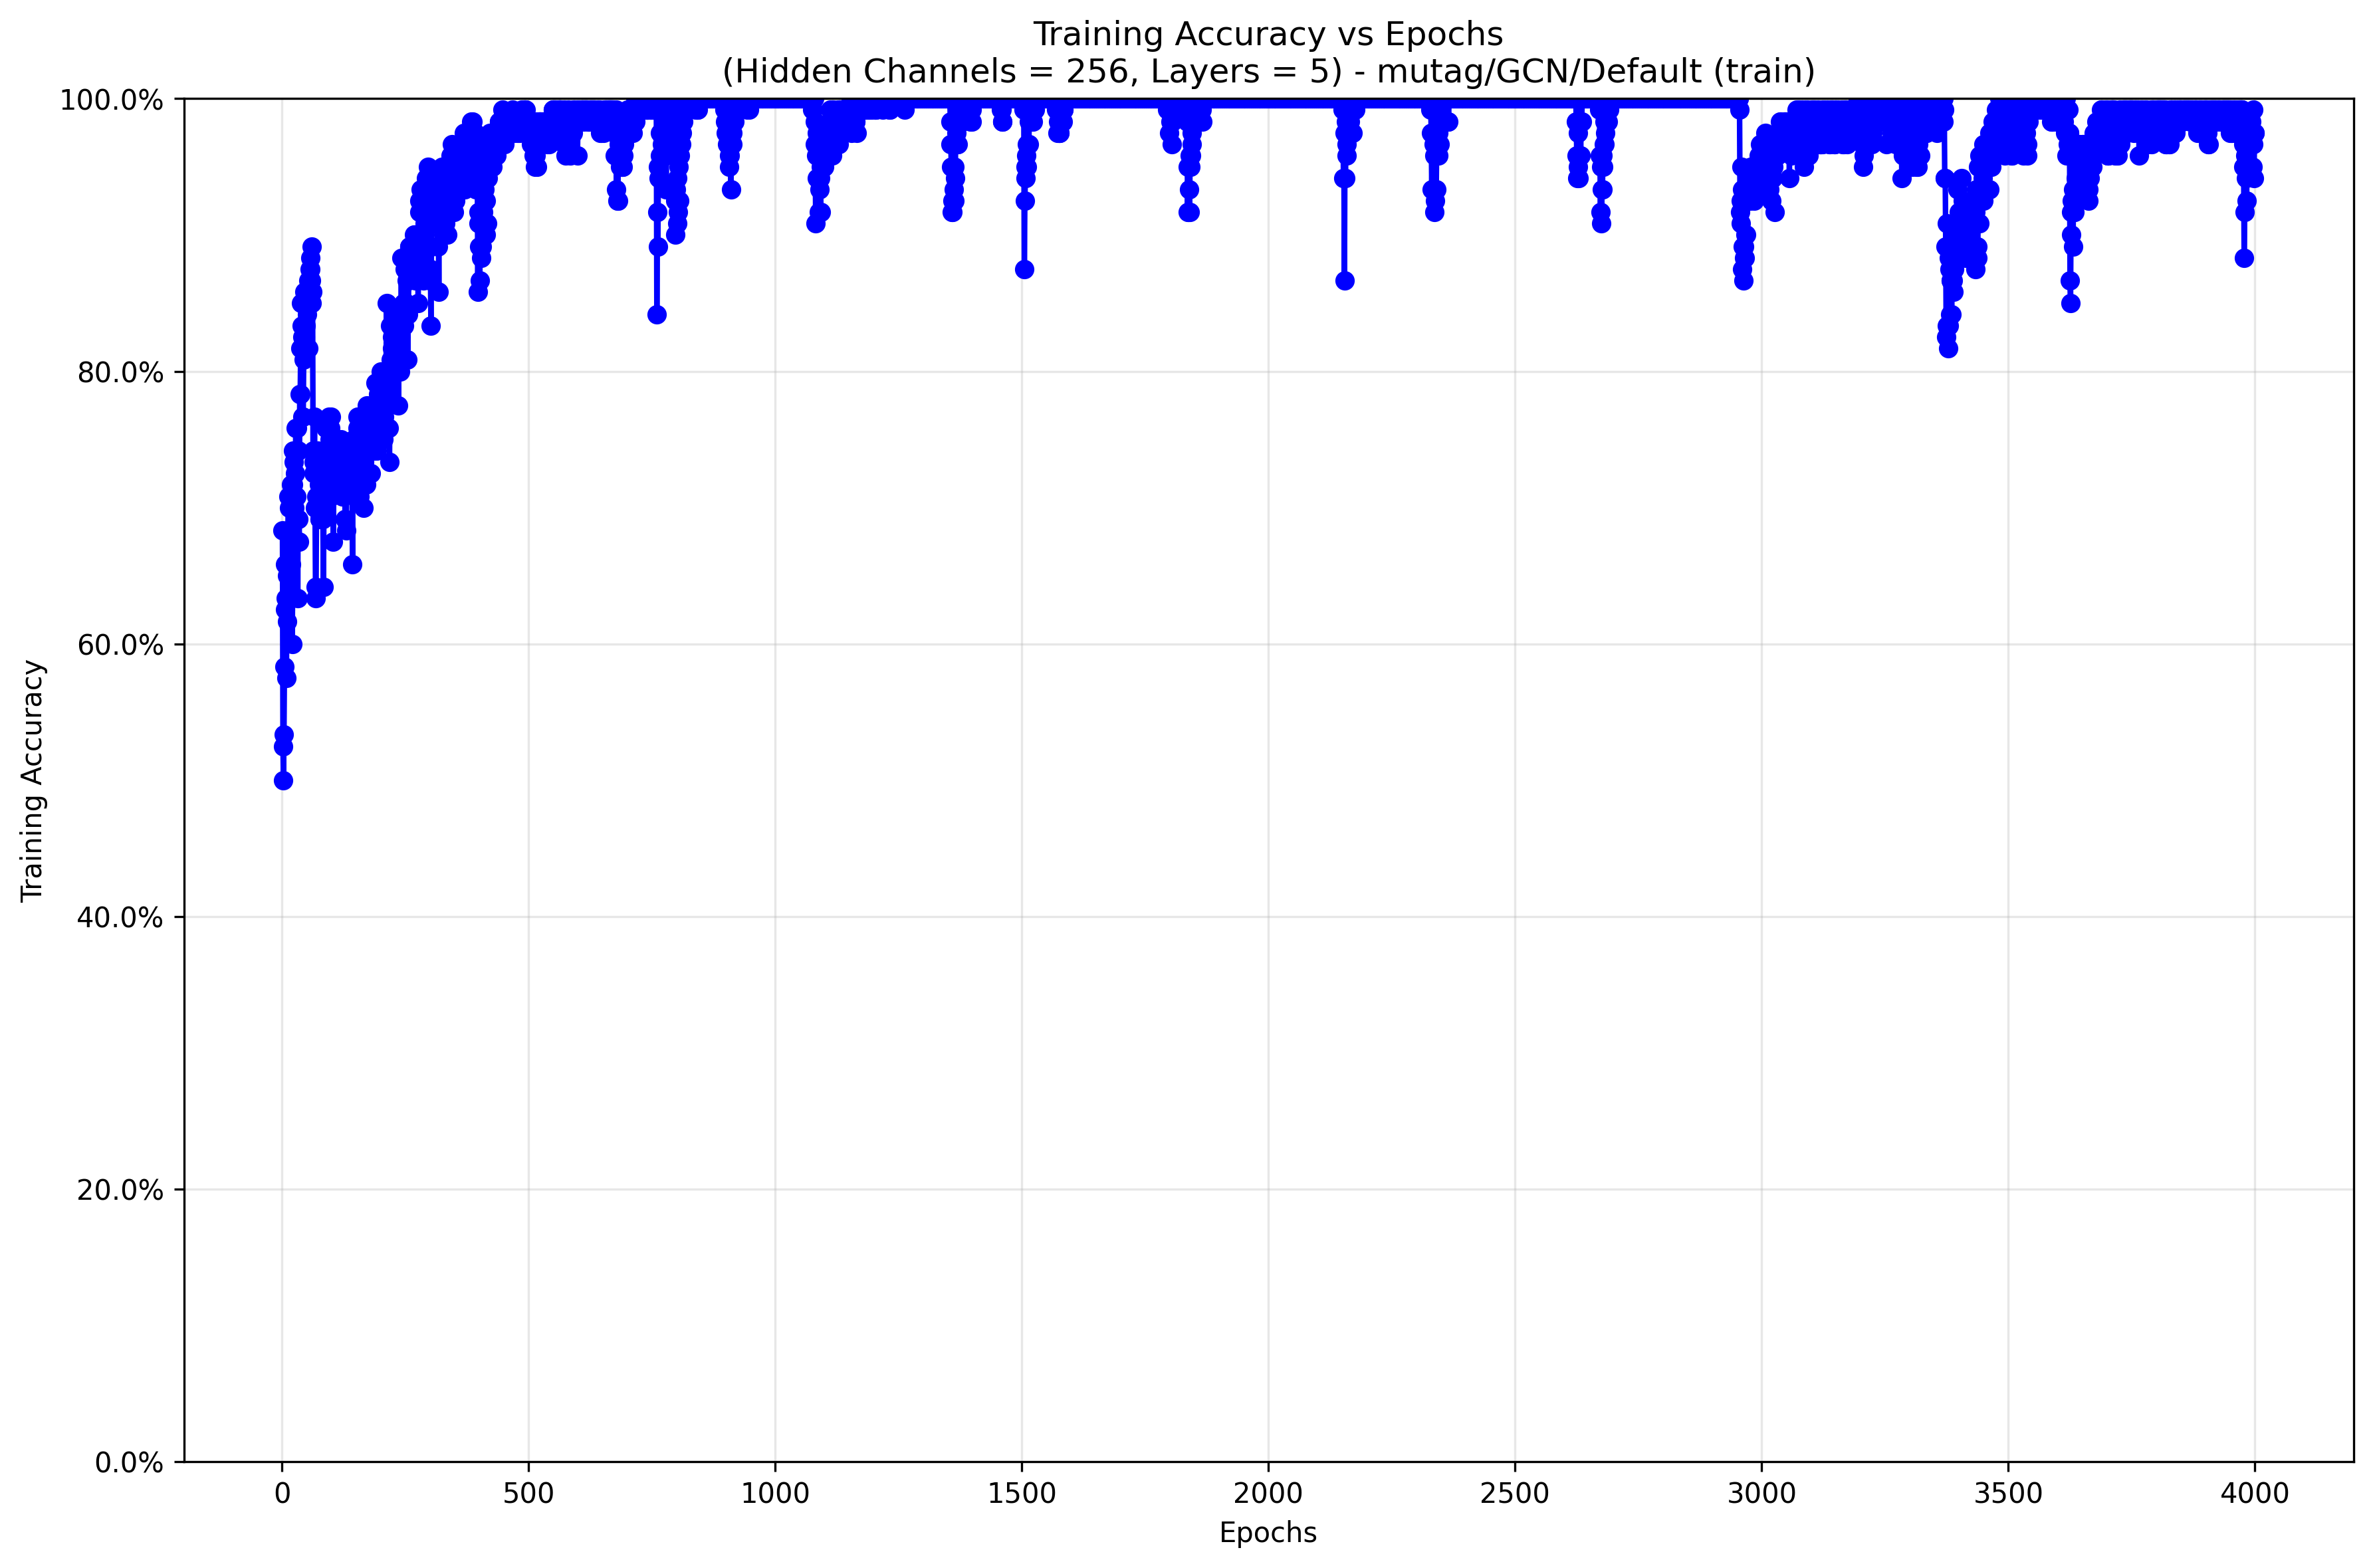 Training Accuracy vs Epochs
(Hidden Channels = 256, Layers = 5) - mutag/GCN/Default (train)
100.0%
80.0%
60.0%
40.0%
20.0%
0.0%
Training Accuracy
0 500 1000 1500 2000 2500 3000 3500 4000
Epochs